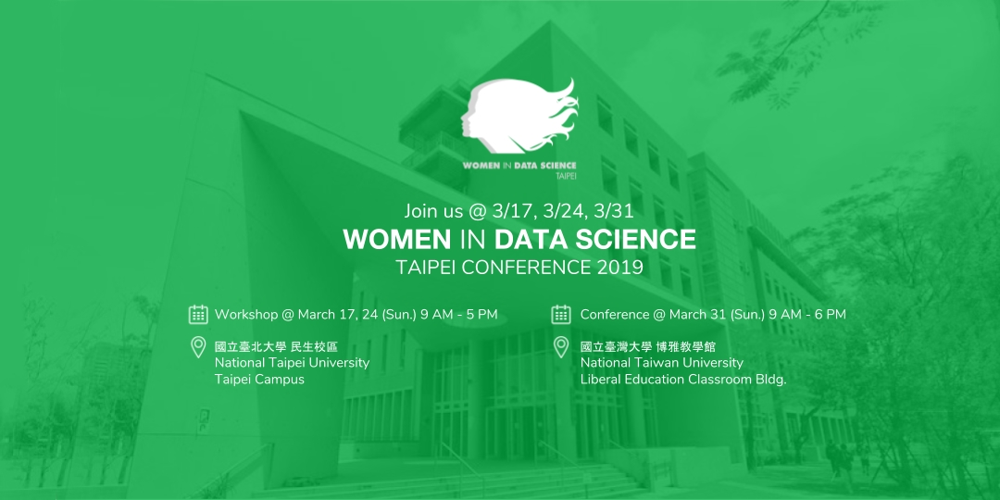 WOMEN IN DATA SCIENCE
TAIPEI
Join us @ 3/17, 3/24, 3/31
WOMEN IN DATA SCIENCE
TAIPEI CONFERENCE 2019
Workshop @ March 17, 24 (Sun.) 9 AM - 5 PM
國立臺北大學 民生校區
National Taipei University
Taipei Campus
Conference @ March 31 (Sun.) 9 AM - 6 PM
國立臺灣大學 博雅教學館
National Taiwan University
Liberal Education Classroom Bldg.